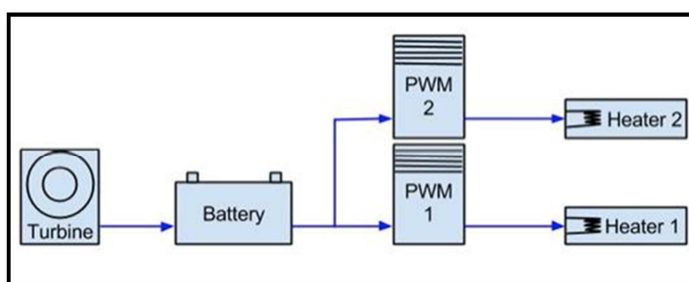 Turbine
Battery
PWM
2
PWM
1
Heater 2
Heater 1